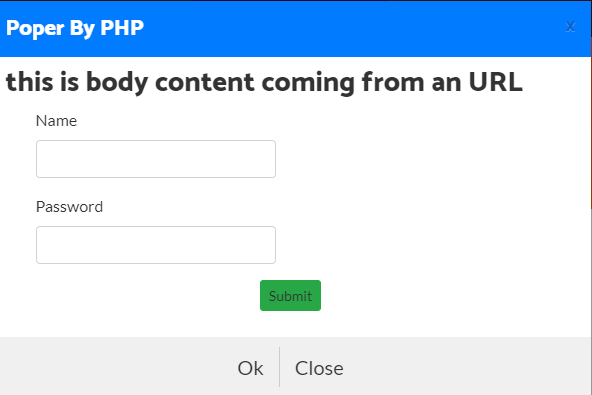 Poper By PHP x
this is body content coming from an URL
Name
Password
Submit
Ok Close